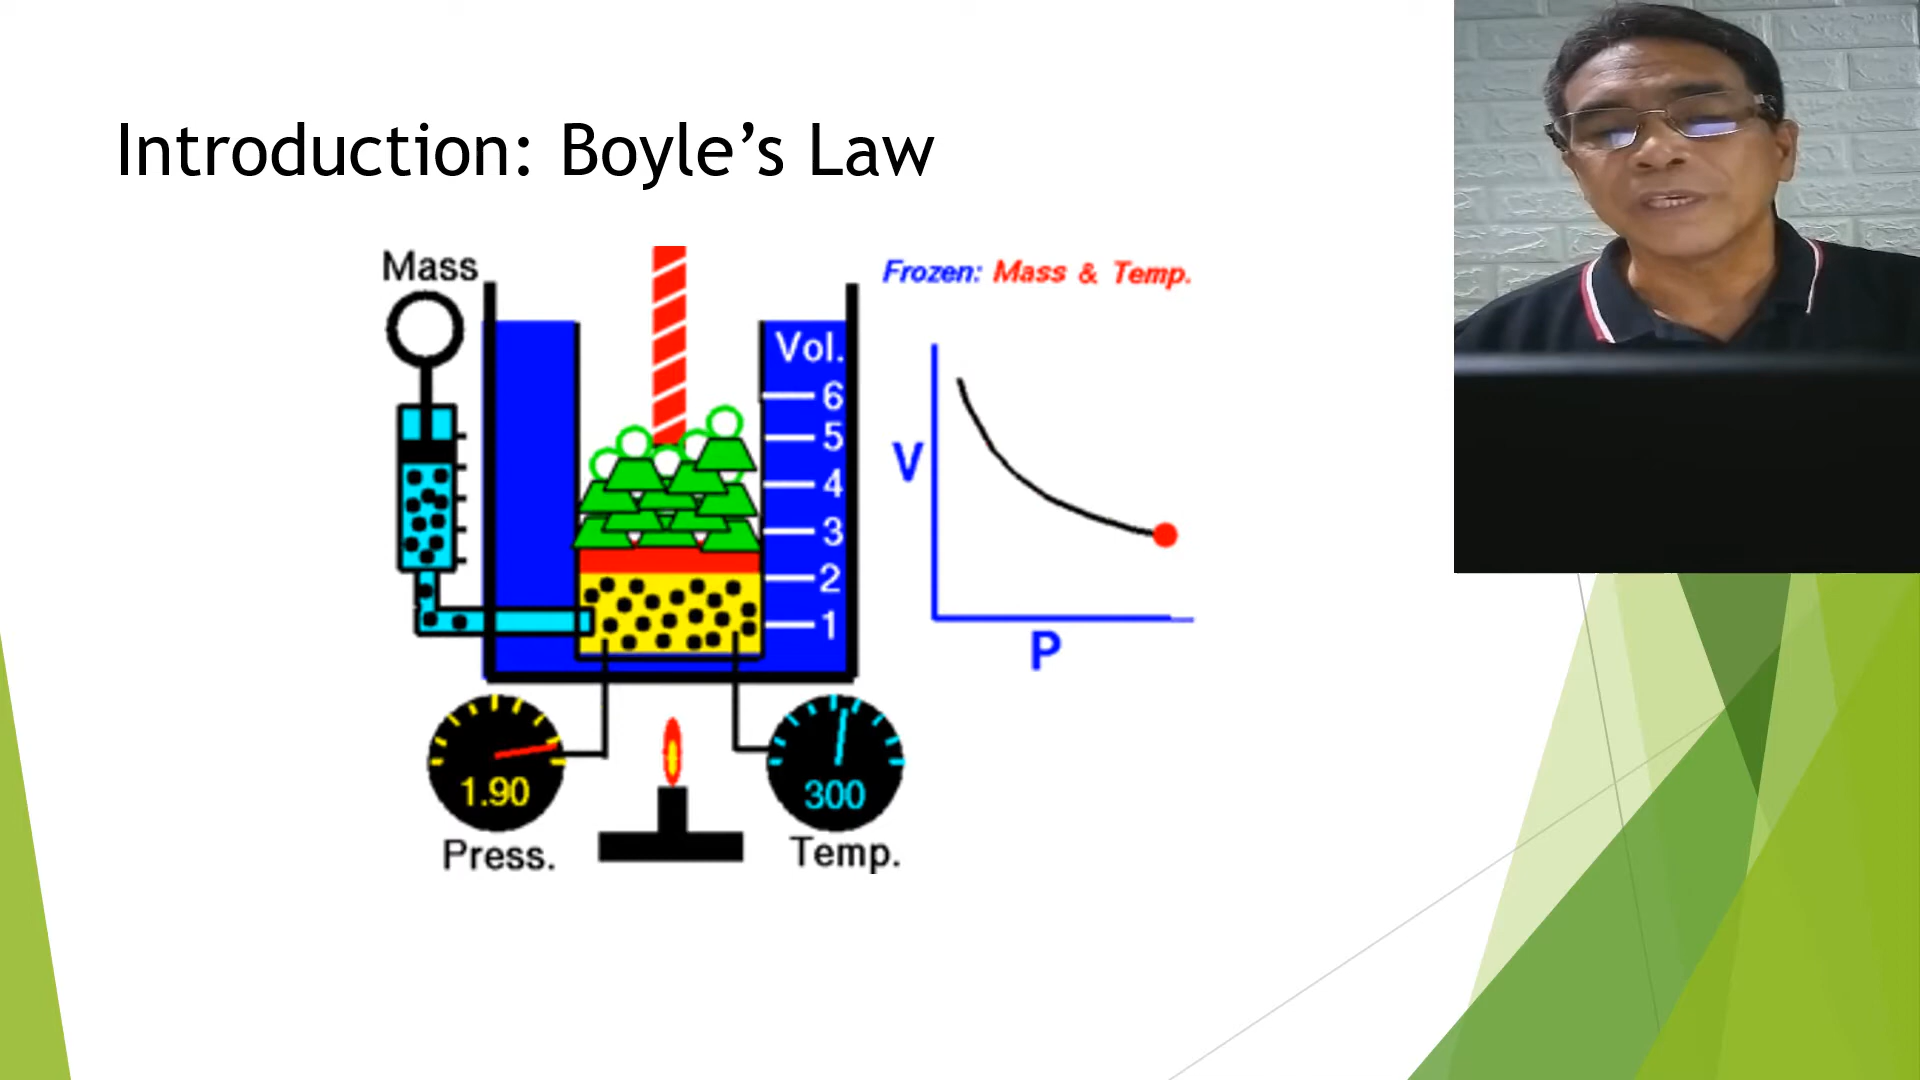 Introduction: Boyle’s Law
Mass
Frozen: Mass & Temp.
Vol.
6
5
4
3
2
1
V
P
1.90
300
Press.
Temp.